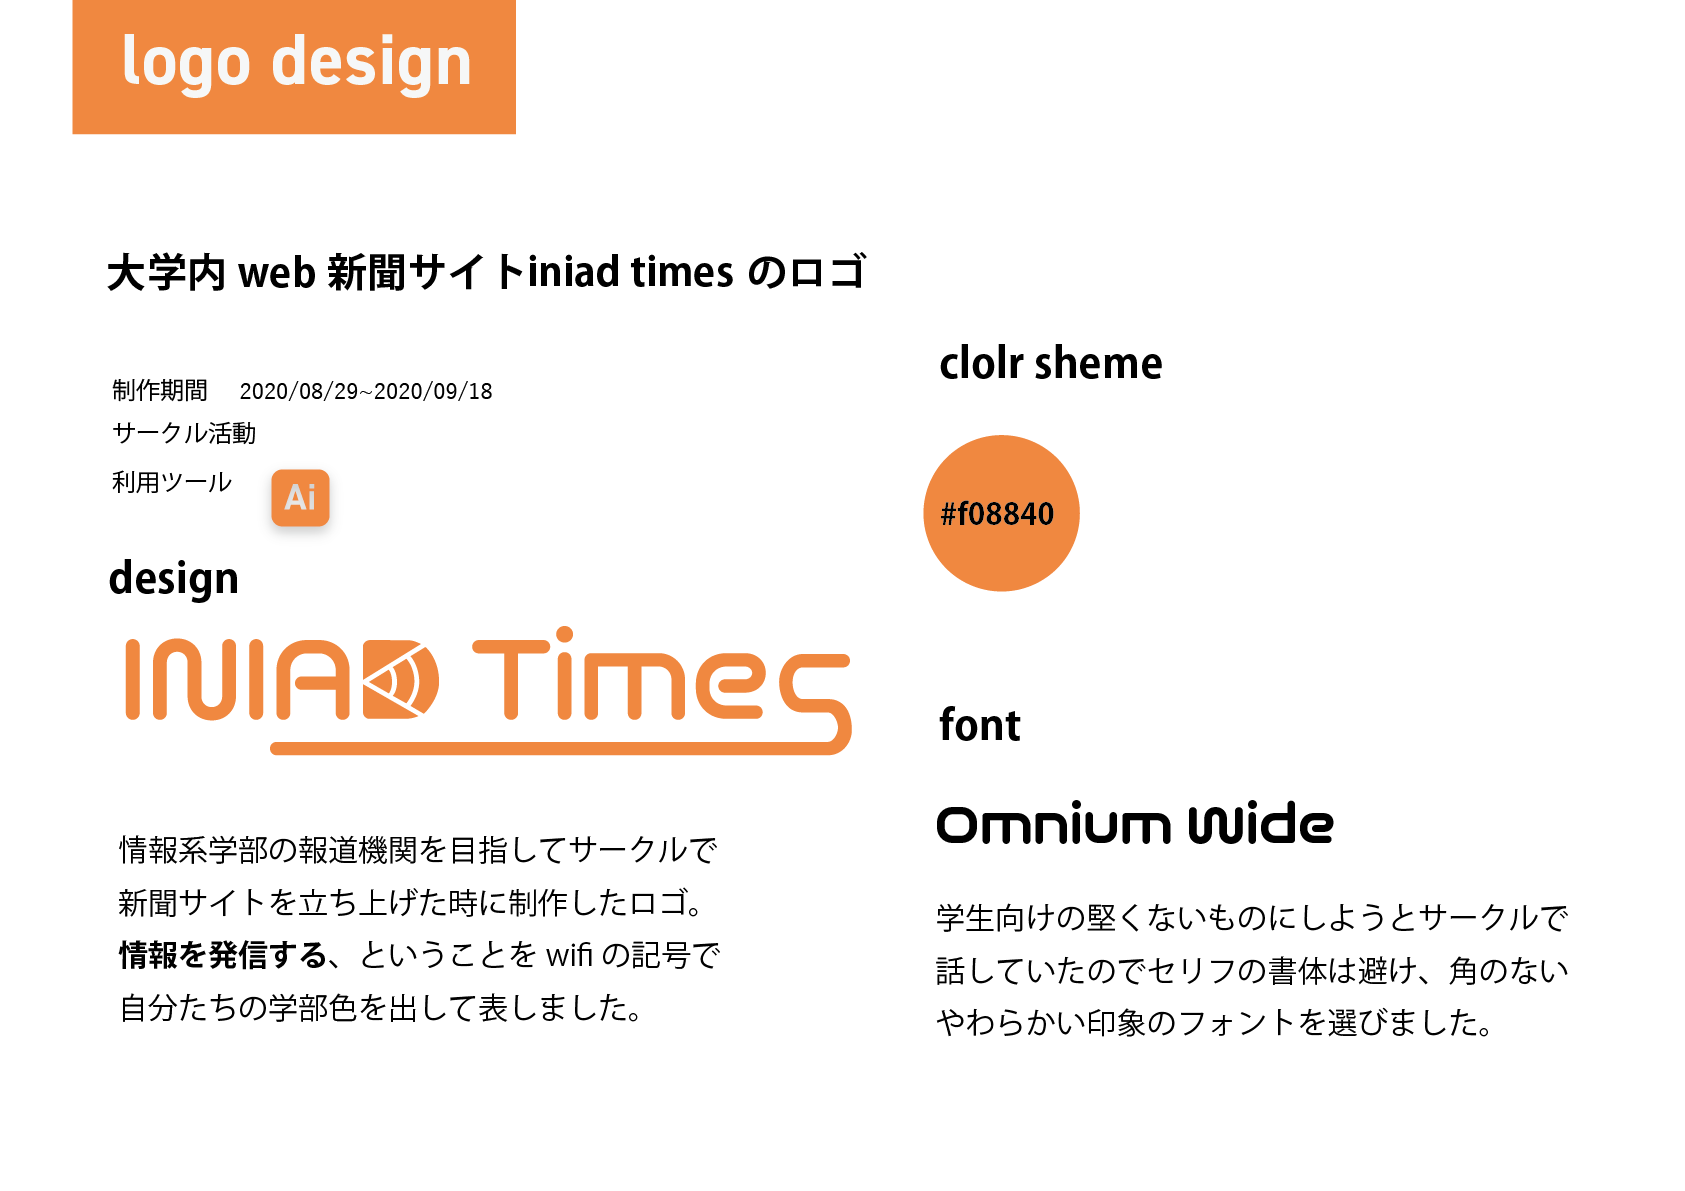 logo design
大学内 web 新聞サイトiniad times のロゴ
制作期間 2020/08/29~2020/09/18
サークル活動
利用ツール Ai
design
INIAD Times
情報系学部の報道機関を目指してサークルで
新聞サイトを立ち上げた時に制作したロゴ。
情報を発信する、ということを wifi の記号で
自分たちの学部色を出して表しました。
clolr sheme
#f08840
font
Omnium Wide
学生向けの堅くないものにしようとサークルで
話していたのでセリフの書体は避け、角のない
やわらかい印象のフォントを選びました。